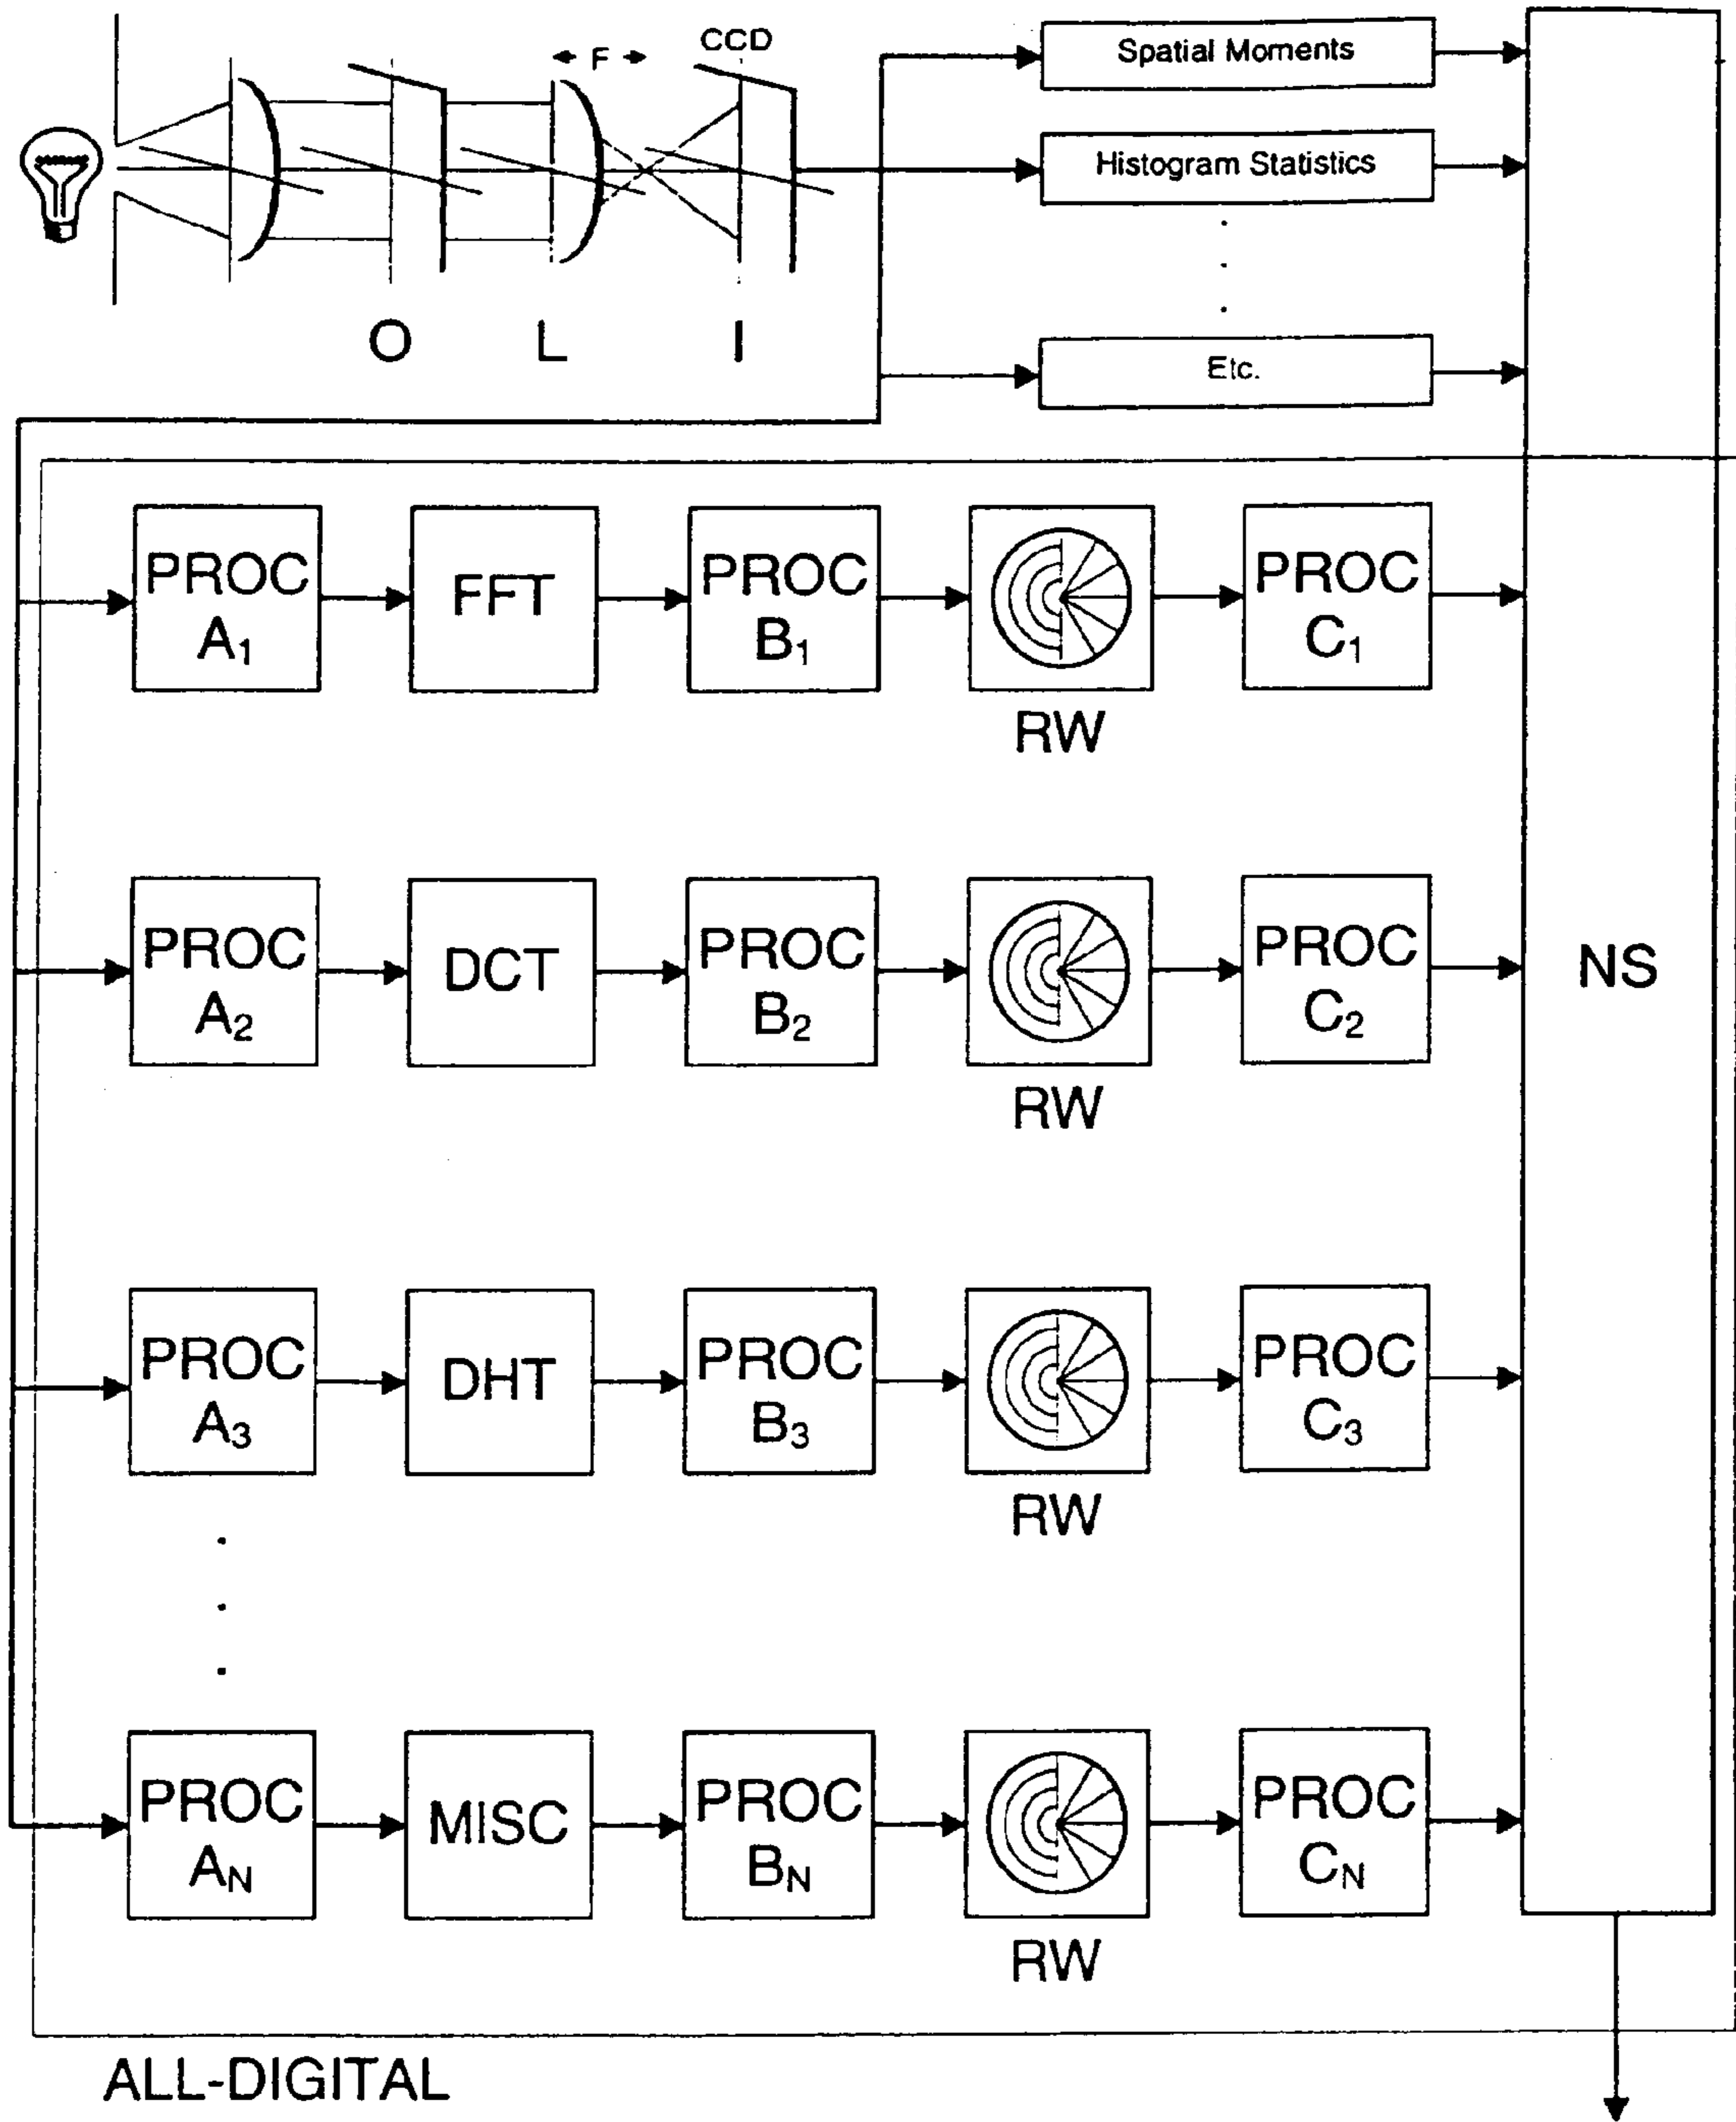 F
CCD
O
L
I
Spatial Moments
Histogram Statistics
Etc.
PROC
A1
FFT
PROC
B1
RW
PROC
C1
PROC
A2
DCT
PROC
B2
RW
PROC
C2
NS
PROC
A3
DHT
PROC
B3
RW
PROC
C3
PROC
AN
MISC
PROC
BN
RW
PROC
CN
ALL-DIGITAL